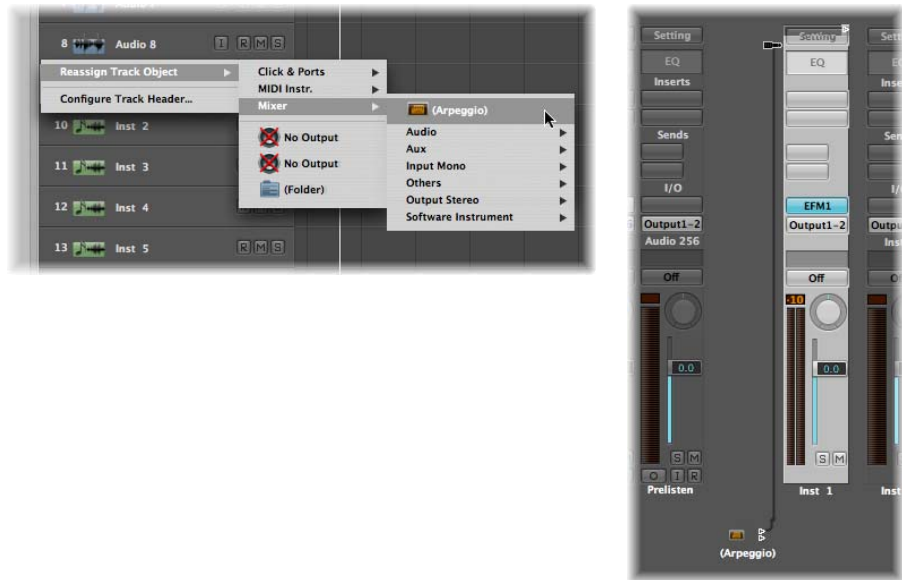 8 Audio 8 I R M S
Reassign Track Object
Configure Track Header...
Click & Ports
MIDI Instr.
Mixer
No Output
No Output
(Folder)
(Arpeggio)
Audio
Aux
Input Mono
Others
Output Stereo
Software Instrument
10 Inst 2
11 Inst 3
12 Inst 4
13 Inst 5 R M S
Setting
EQ
Inserts
Sends
I/O
Output1-2
Audio 256
Off
0.0
S M
O I R
Prelisten
Setting
EQ
EFM1
Output1-2
Off
-10
0.0
S M
Inst 1
(Arpeggio)